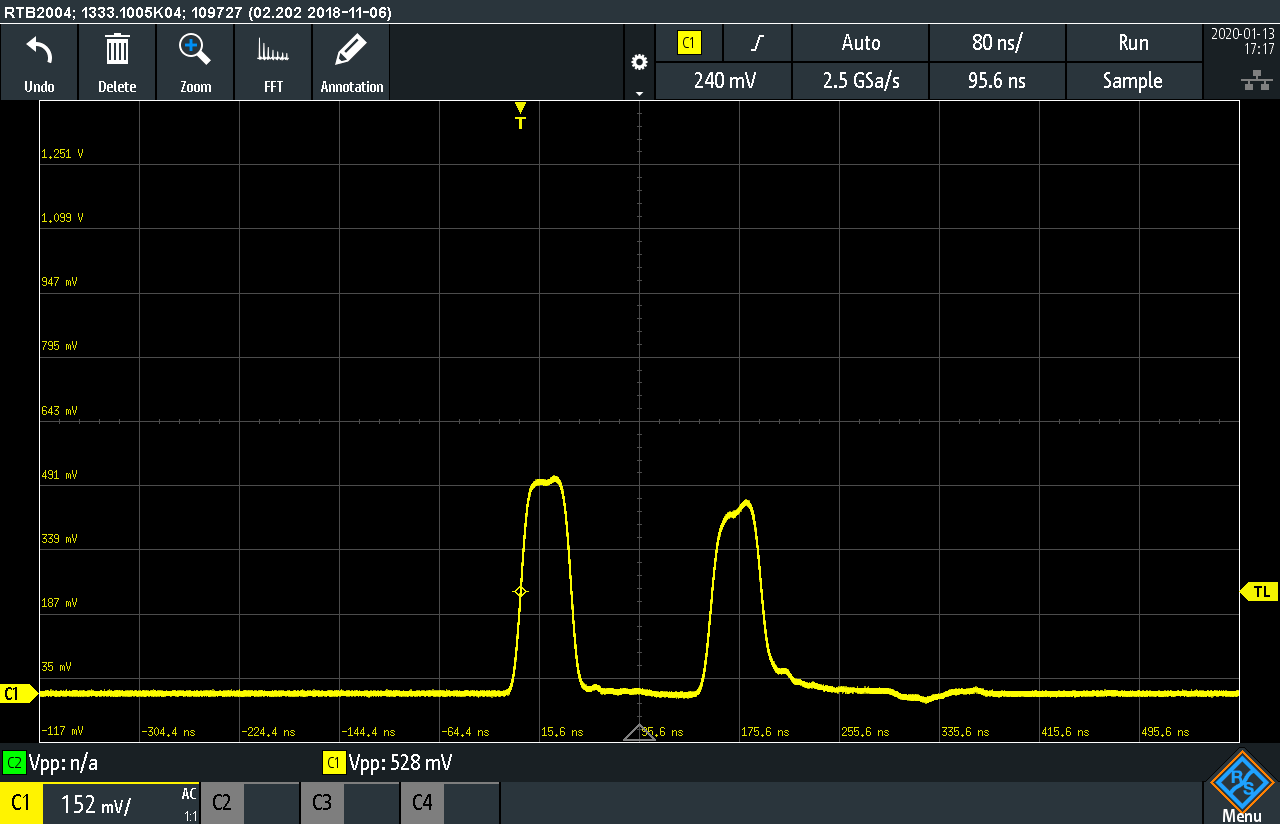 RTB2004; 1333.1005K04; 109727 (02.202 2018-11-06)
Undo
Delete
Zoom
FFT
Annotation
C1
Auto
80 ns/
Run
240 mV
2.5 GSa/s
95.6 ns
Sample
2020-01-13
17:17
T
1.251 V
1.099 V
947 mV
795 mV
643 mV
491 mV
339 mV
187 mV
35 mV
-117 mV
TL
C1
-304.4 ns
-224.4 ns
-144.4 ns
-64.4 ns
15.6 ns
95.6 ns
175.6 ns
255.6 ns
335.6 ns
415.6 ns
495.6 ns
C2 Vpp: n/a
C1 Vpp: 528 mV
C1
152 mV/
AC
1:1
C2
C3
C4
R
S
Menu